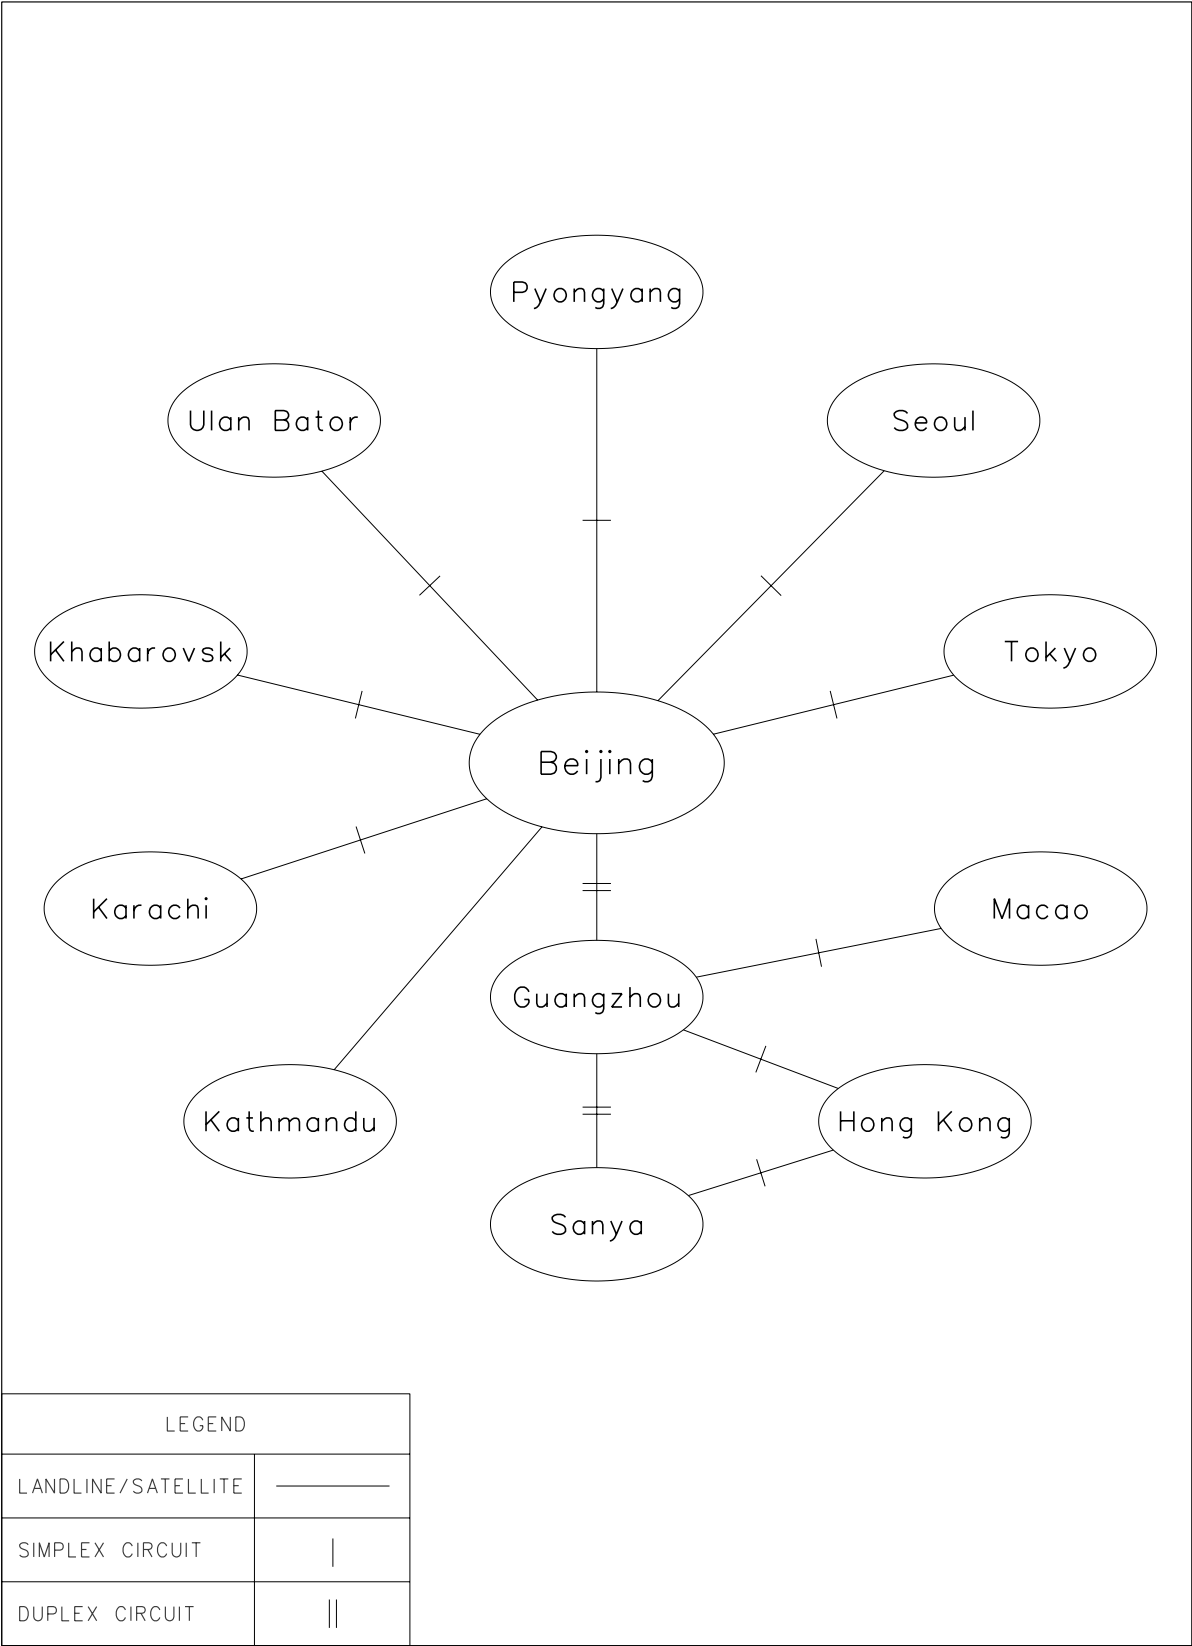 Pyongyang
Ulan Bator
Seoul
Khabarovsk
Tokyo
Beijing
Karachi
Macao
Guangzhou
Kathmandu
Hong Kong
Sanya
LEGEND
LANDLINE/SATELLITE
SIMPLEX CIRCUIT
DUPLEX CIRCUIT